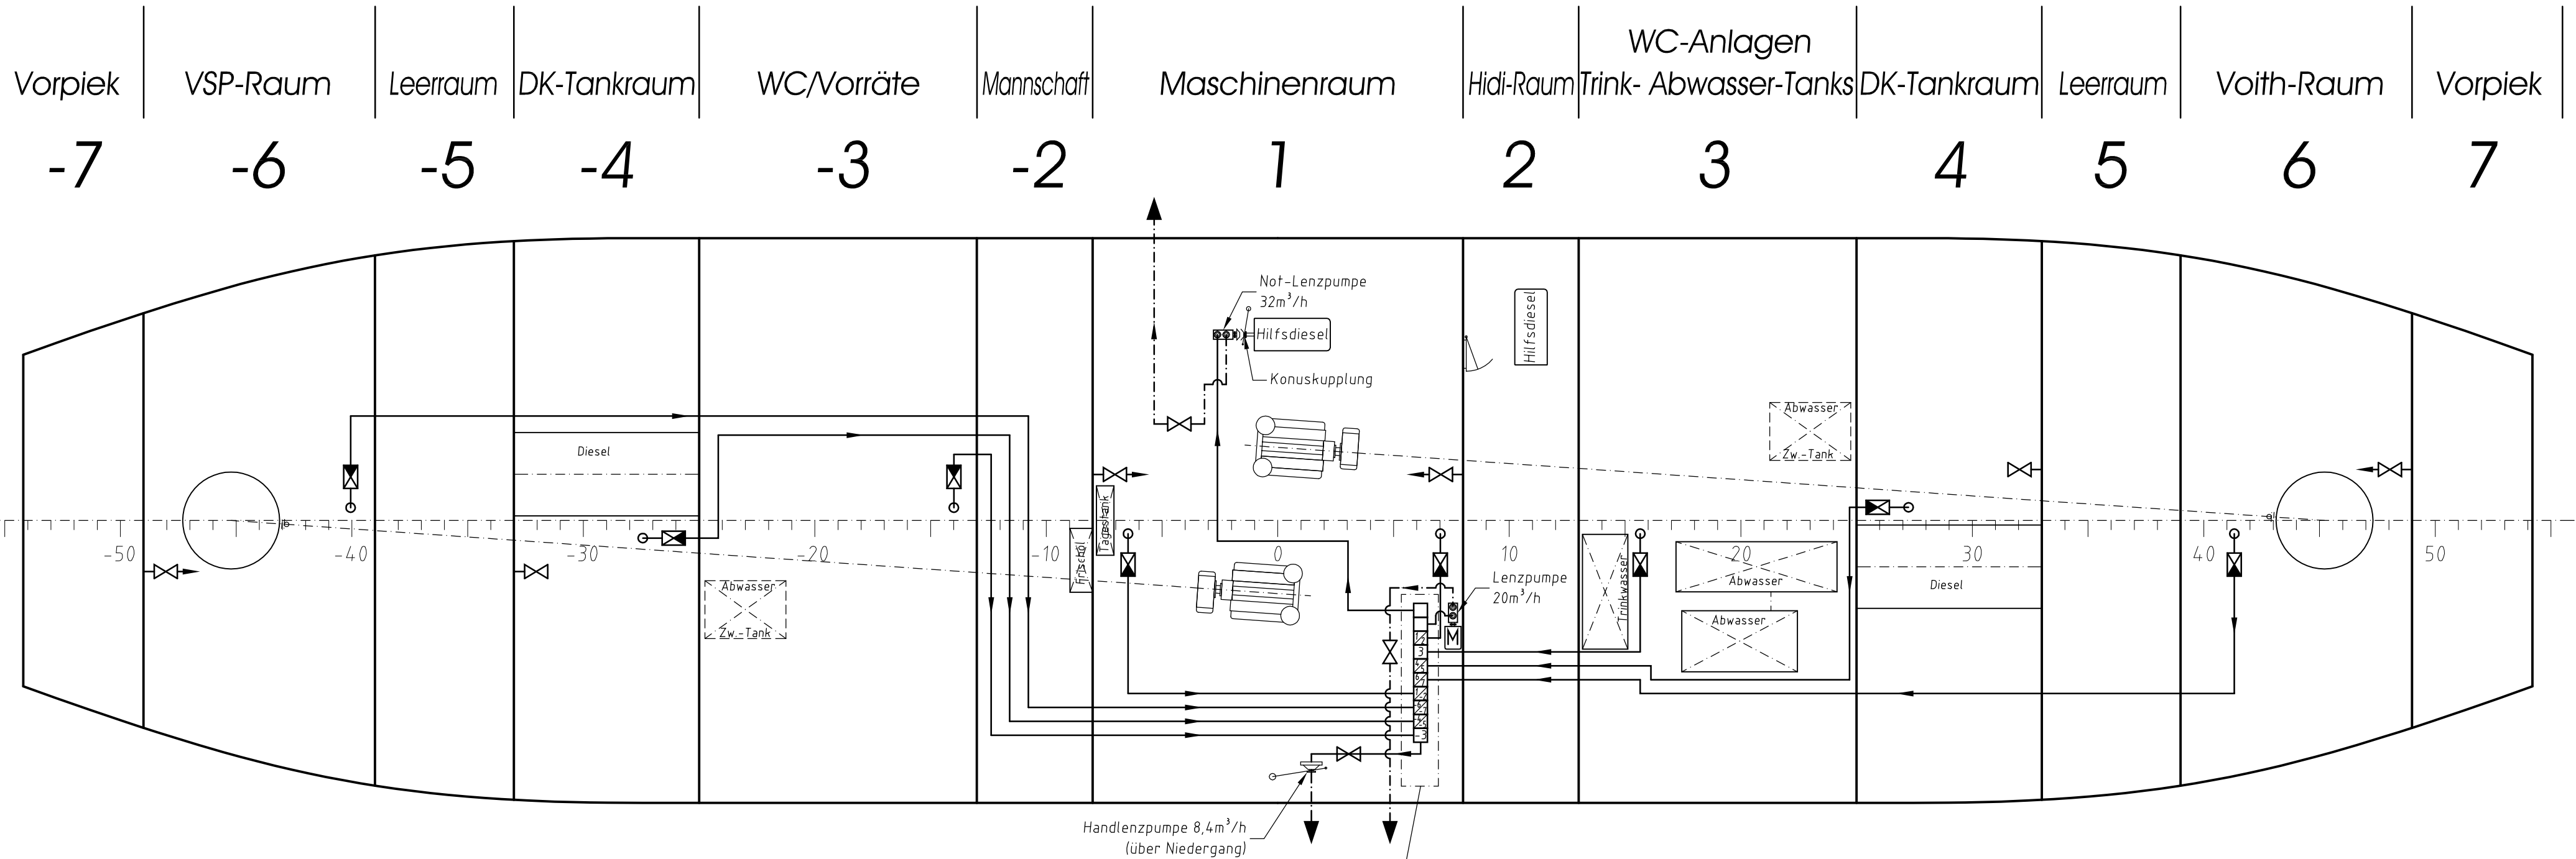 WC-Anlagen
Vorpiek VSP-Raum Leerraum DK-Tankraum WC/Vorräte Mannschaft Maschinenraum Hidi-Raum Trink- Abwasser-Tanks DK-Tankraum Leerraum Voith-Raum Vorpiek
-7 -6 -5 -4 -3 -2 1 2 3 4 5 6 7
Not-Lenzpumpe
32m³/h
Hilfsdiesel
Konuskupplung
Hilfsdiesel
Abwasser
Zw.-Tank
Diesel
Tagestank
Frischöl
-50 -40 -30 -20 -10 0 10 20 30 40 50
Abwasser
Zw.-Tank
Lenzpumpe
20m³/h
M
Trinkwasser
Abwasser
Abwasser
Diesel
3
-3
Handlenzpumpe 8,4m³/h
(über Niedergang)